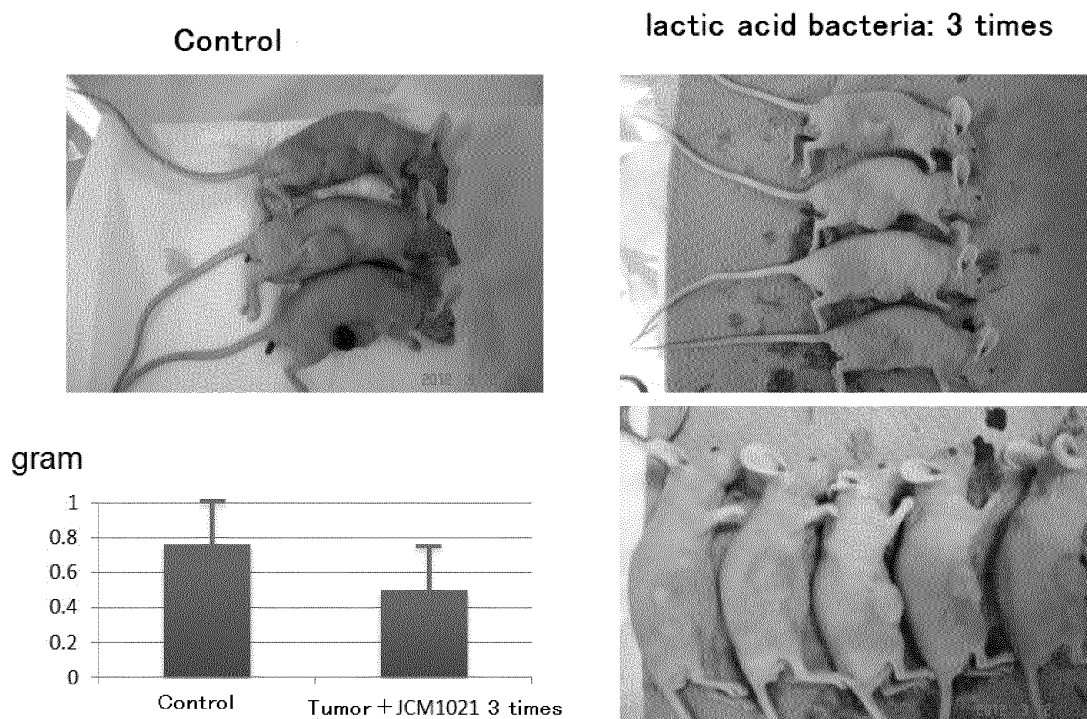 Control
lactic acid bacteria: 3 times
gram
1
0.8
0.6
0.4
0.2
0
Control
Tumor+JCM1021 3 times